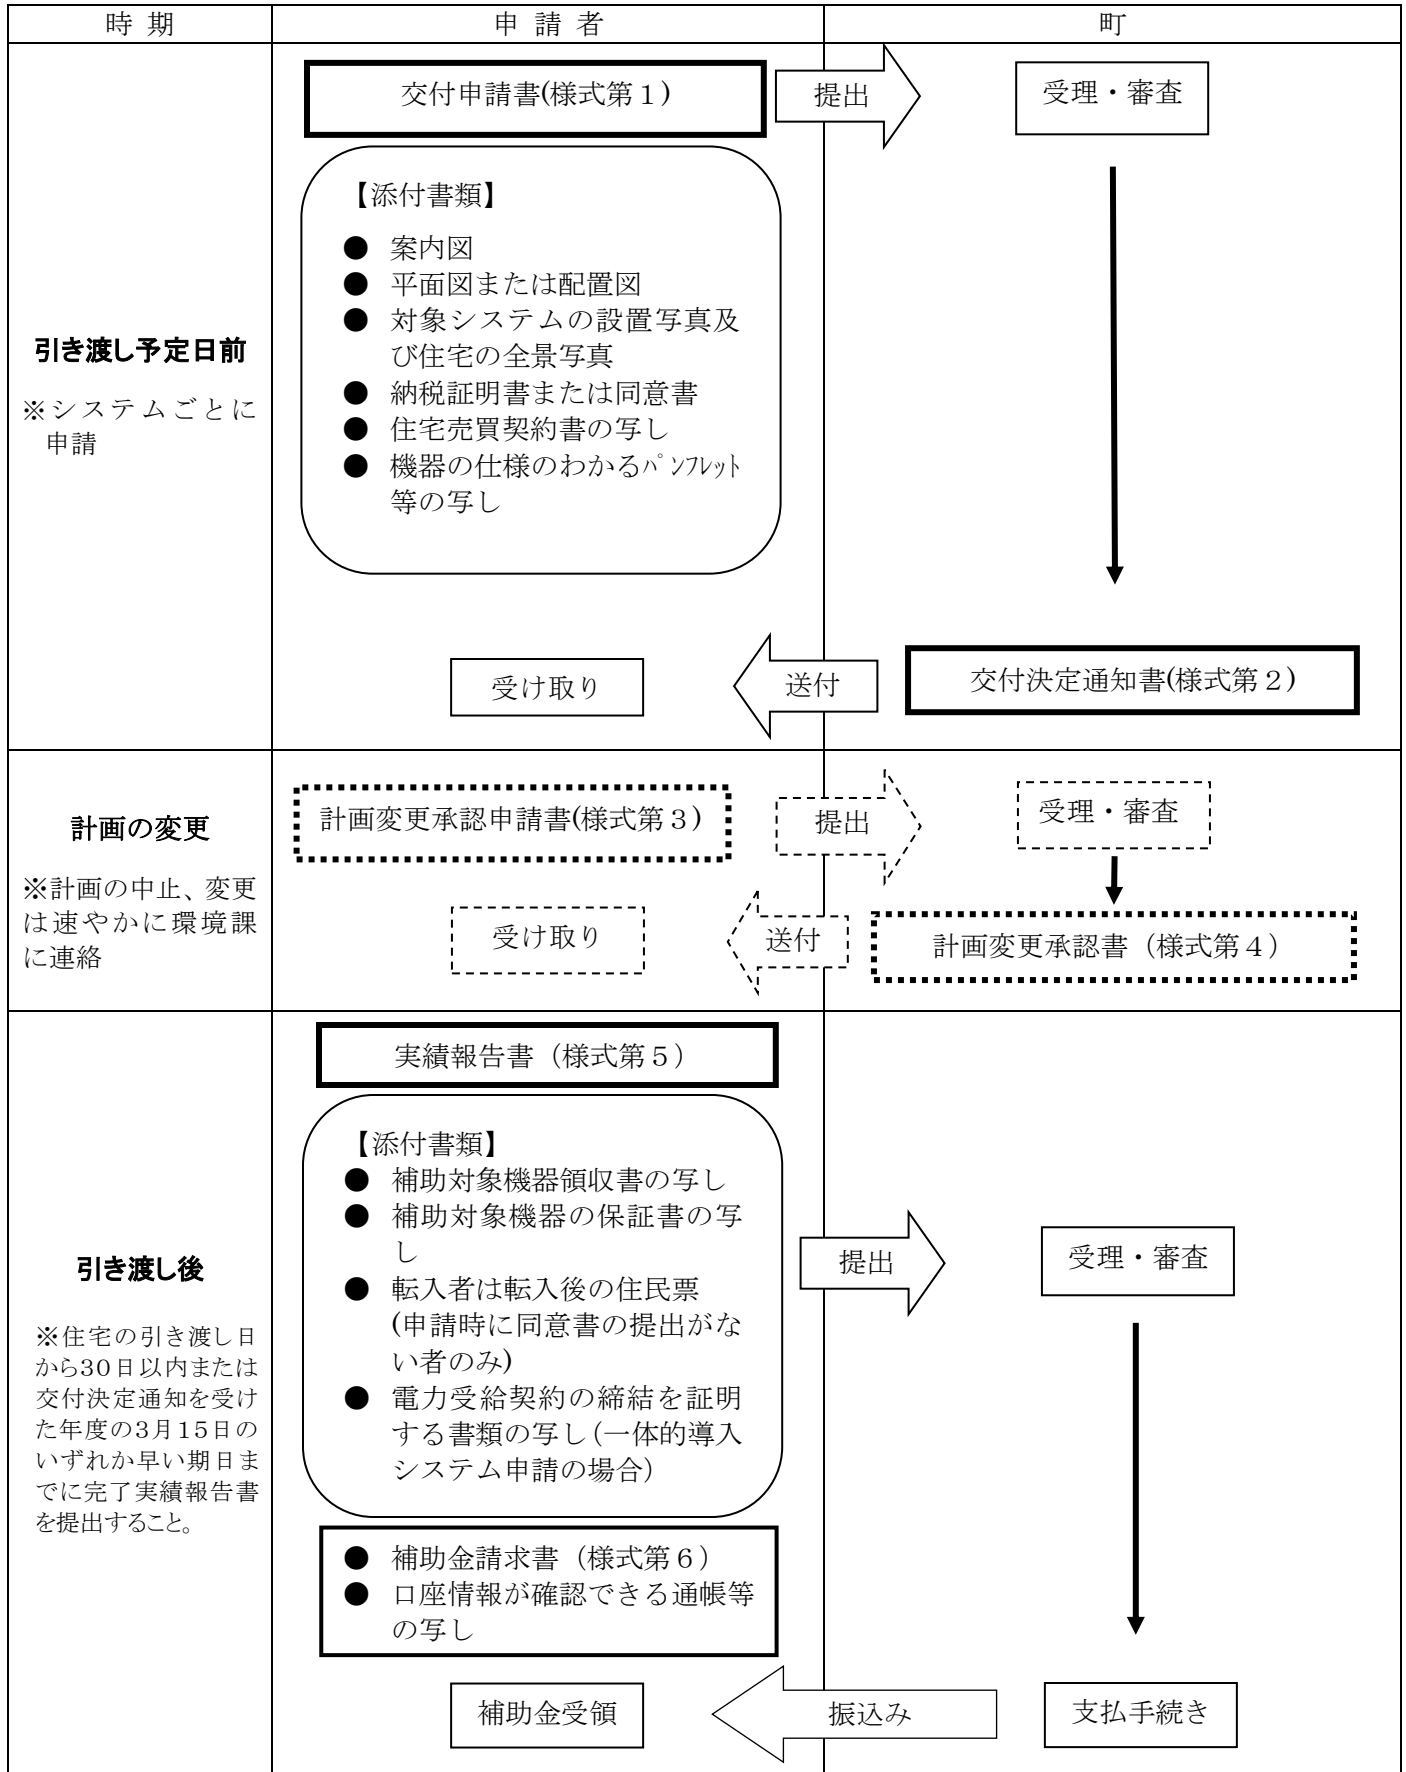 時 期
申 請 者
町
引き渡し予定日前
※システムごとに
申請
交付申請書(様式第１)
提出
受理・審査
【添付書類】
● 案内図
● 平面図または配置図
● 対象システムの設置写真及
び住宅の全景写真
● 納税証明書または同意書
● 住宅売買契約書の写し
● 機器の仕様のわかるﾊﾟﾝﾌﾚｯﾄ
等の写し
受け取り
送付
交付決定通知書(様式第２)
計画の変更
※計画の中止、変更
は速やかに環境課
に連絡
計画変更承認申請書(様式第３)
提出
受理・審査
受け取り
送付
計画変更承認書（様式第４）
引き渡し後
※住宅の引き渡し日
から30日以内または
交付決定通知を受け
た年度の3月15日の
いずれか早い期日ま
でに完了実績報告書
を提出すること。
実績報告書（様式第５）
【添付書類】
● 補助対象機器領収書の写し
● 補助対象機器の保証書の写
し
● 転入者は転入後の住民票
(申請時に同意書の提出がな
い者のみ)
● 電力受給契約の締結を証明
する書類の写し（一体的導入
システム申請の場合）
提出
受理・審査
● 補助金請求書（様式第６）
● 口座情報が確認できる通帳等
の写し
補助金受領
振込み
支払手続き